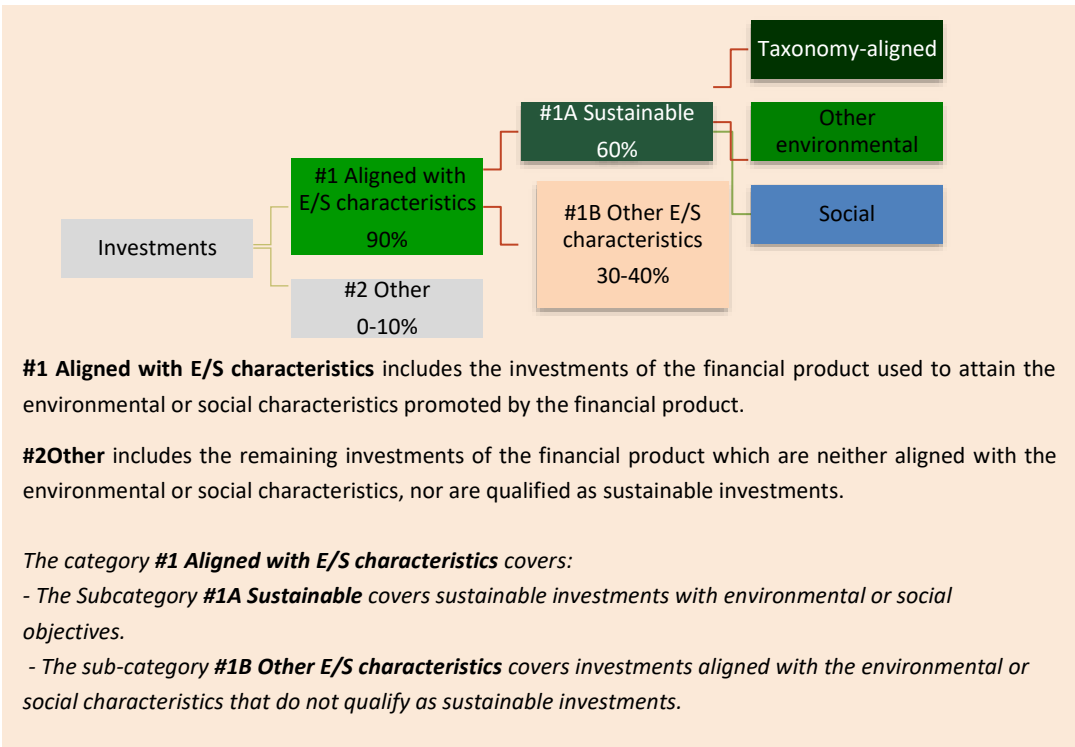 Taxonomy-aligned
#1A Sustainable
60%
Other
environmental
#1 Aligned with
E/S characteristics
90%
#1B Other E/S
characteristics
30-40%
Social
Investments
#2 Other
0-10%
#1 Aligned with E/S characteristics includes the investments of the financial product used to attain the
environmental or social characteristics promoted by the financial product.
#2Other includes the remaining investments of the financial product which are neither aligned with the
environmental or social characteristics, nor are qualified as sustainable investments.
The category #1 Aligned with E/S characteristics covers:
- The Subcategory #1A Sustainable covers sustainable investments with environmental or social
objectives.
- The sub-category #1B Other E/S characteristics covers investments aligned with the environmental or
social characteristics that do not qualify as sustainable investments.